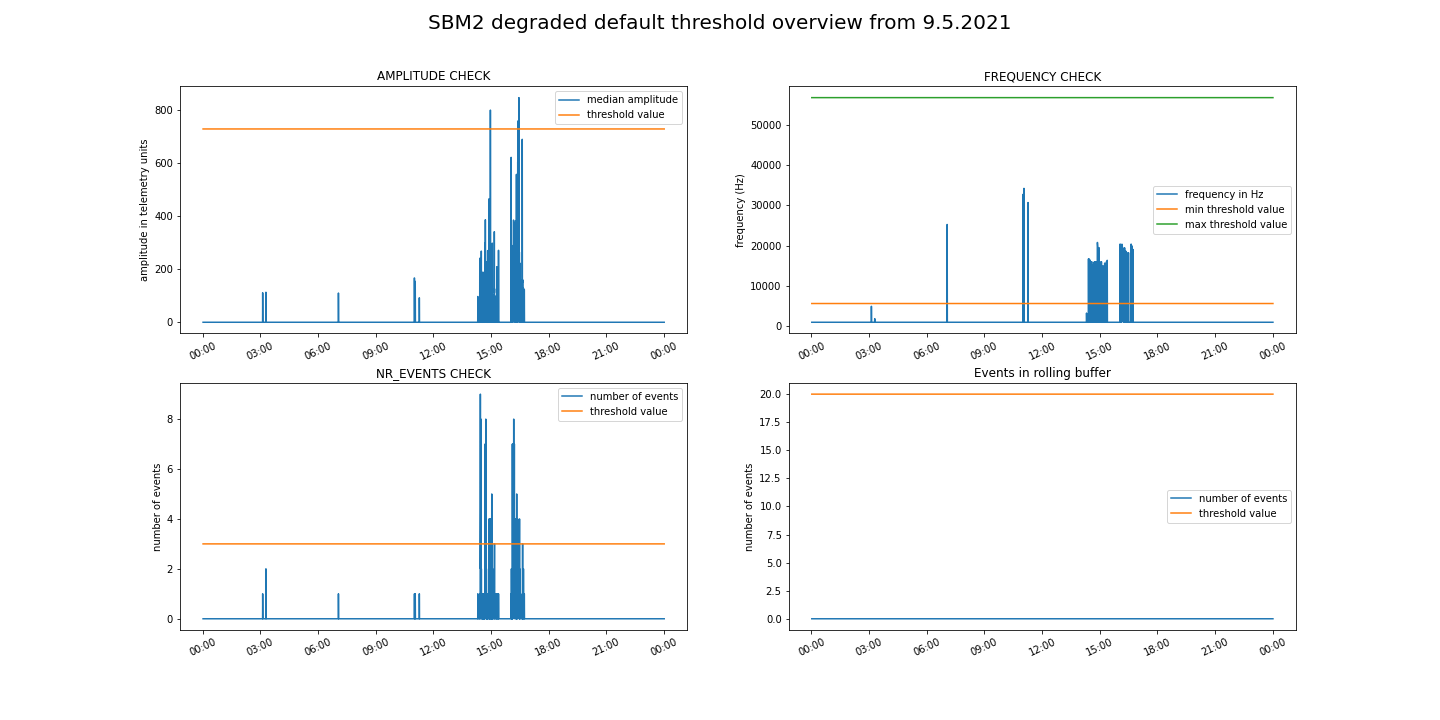 SBM2 degraded default threshold overview from 9.5.2021
AMPLITUDE CHECK
amplitude in telemetry units
800
600
400
200
0
median amplitude
threshold value
00:00 03:00 06:00 09:00 12:00 15:00 18:00 21:00 00:00
FREQUENCY CHECK
frequency (Hz)
50000
40000
30000
20000
10000
0
frequency in Hz
min threshold value
max threshold value
00:00 03:00 06:00 09:00 12:00 15:00 18:00 21:00 00:00
NR_EVENTS CHECK
number of events
8
6
4
2
0
number of events
threshold value
00:00 03:00 06:00 09:00 12:00 15:00 18:00 21:00 00:00
Events in rolling buffer
number of events
20.0
17.5
15.0
12.5
10.0
7.5
5.0
2.5
0.0
number of events
threshold value
00:00 03:00 06:00 09:00 12:00 15:00 18:00 21:00 00:00